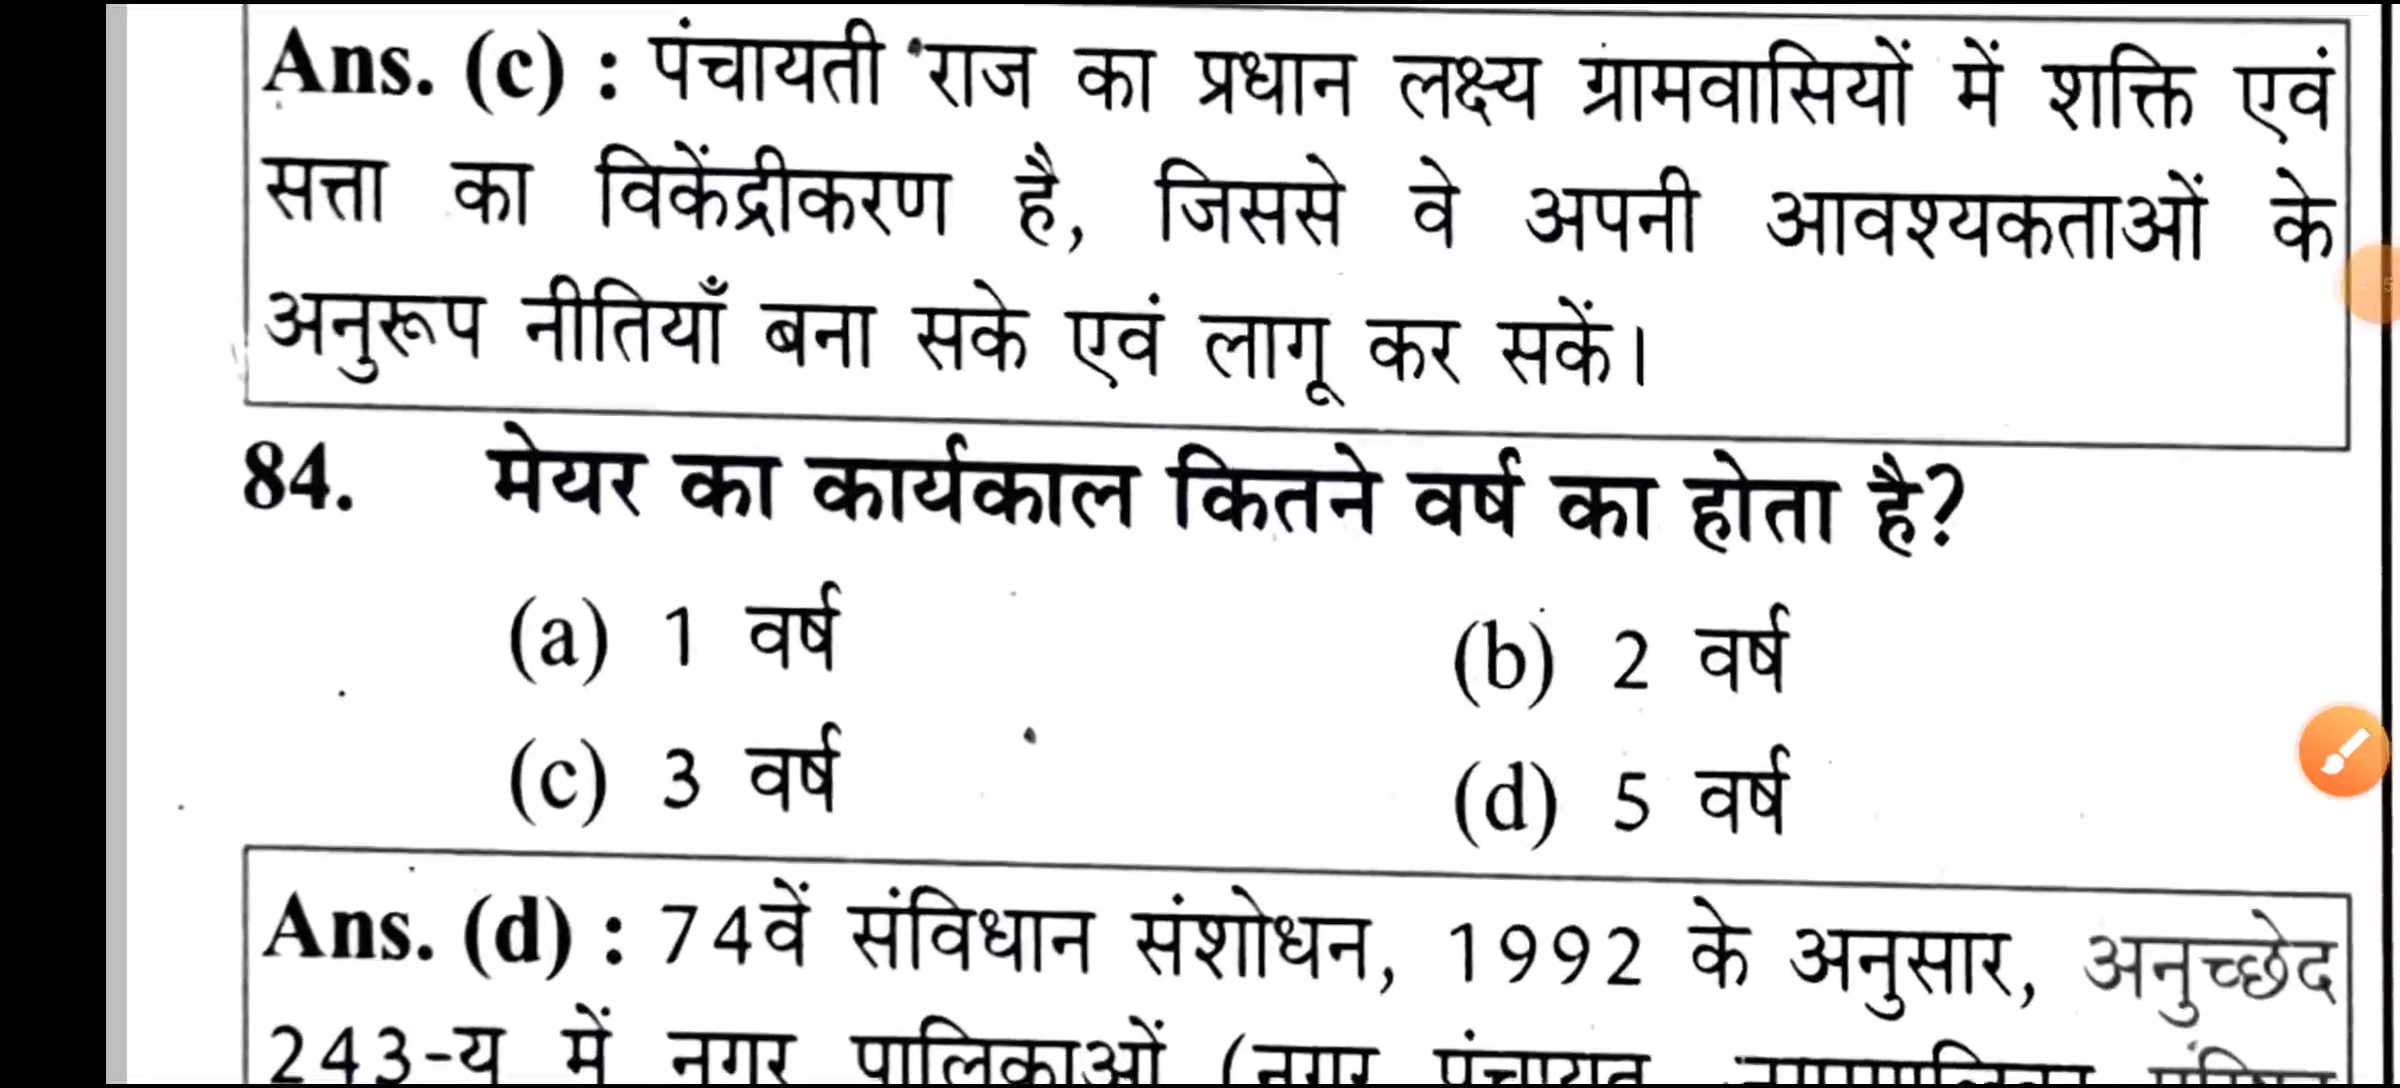 Ans. (c) : पंचायती राज का प्रधान लक्ष्य ग्रामवासियों में शक्ति एवं
सत्ता का विकेंद्रीकरण है, जिससे वे अपनी आवश्यकताओं के
अनुरूप नीतियाँ बना सके एवं लागू कर सकें।
84. मेयर का कार्यकाल कितने वर्ष का होता है?
(a) 1 वर्ष (b) 2 वर्ष
(c) 3 वर्ष (d) 5 वर्ष
Ans. (d) : 74वें संविधान संशोधन, 1992 के अनुसार, अनुच्छेद
243-य में नगर पालिकाओं (नगर पंचायत